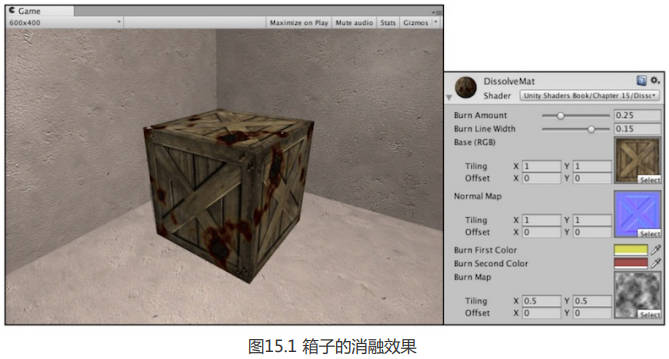 Game
600x400
Maximize on Play Mute audio Stats Gizmos
DissolveMat
Shader Unity Shaders Book/Chapter 15/Disso
Burn Amount 0.25
Burn Line Width 0.15
Base (RGB)
Tiling X 1 Y 1
Offset X 0 Y 0
Select
Normal Map
Tiling X 1 Y 1
Offset X 0 Y 0
Select
Burn First Color
Burn Second Color
Burn Map
Tiling X 0.5 Y 0.5
Offset X 0 Y 0
Select
图15.1 箱子的消融效果